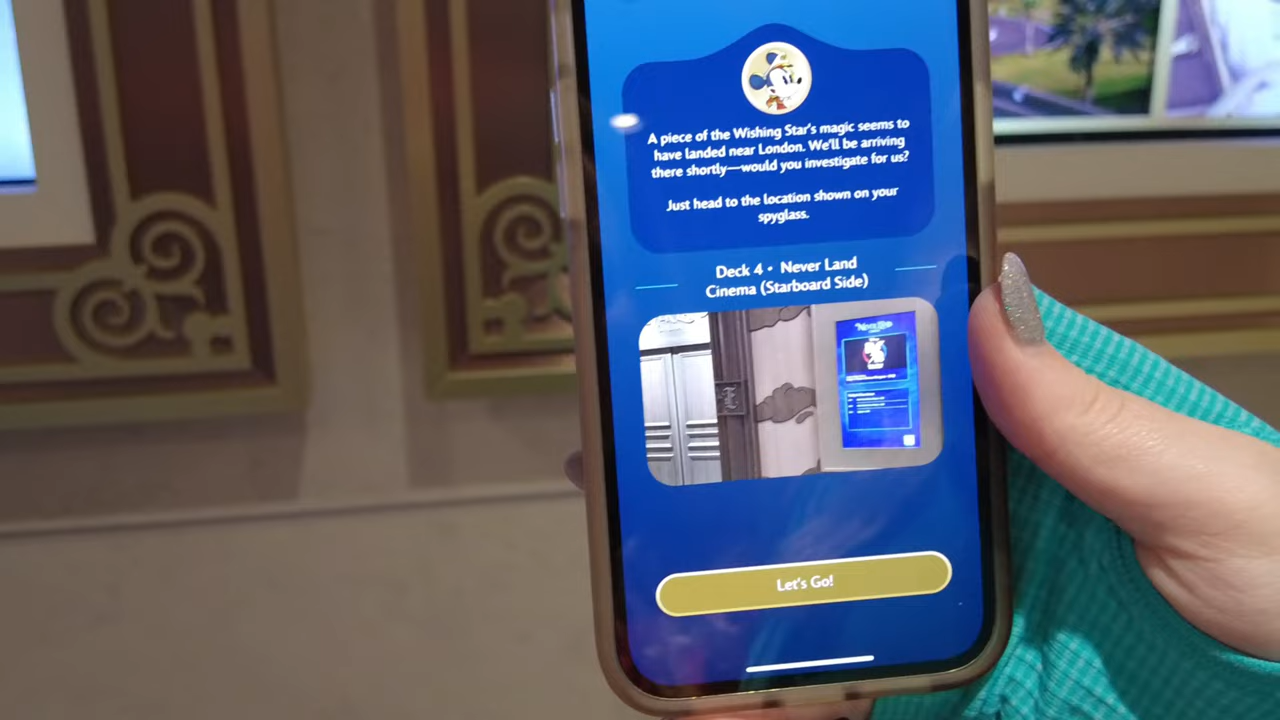 A piece of the Wishing Star's magic seems to
have landed near London. We'll be arriving
there shortly—would you investigate for us?
Just head to the location shown on your
spyglass.
Deck 4 • Never Land
Cinema (Starboard Side)
Never Land
Let's Go!